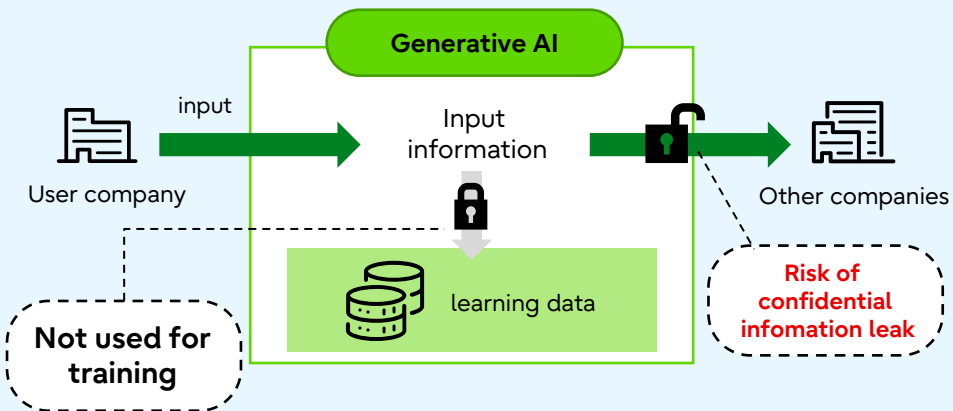 Generative AI
input
Input
information
User company
Other companies
learning data
Not used for
training
Risk of
confidential
infomation leak